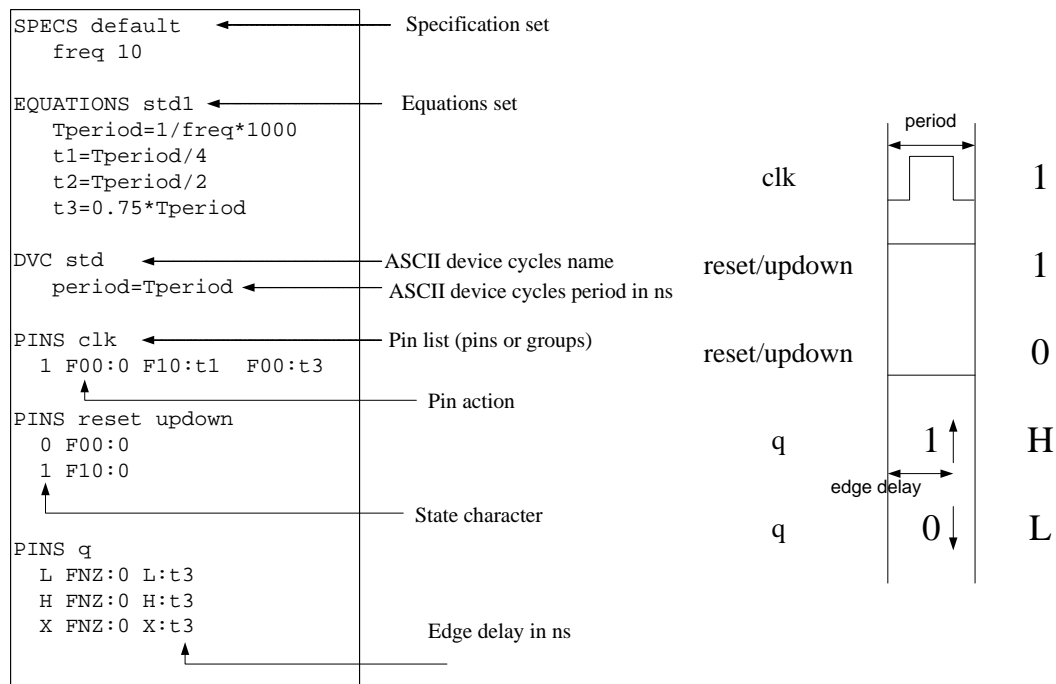 SPECS default
freq 10
EQUATIONS std1
Tperiod=1/freq*1000
t1=Tperiod/4
t2=Tperiod/2
t3=0.75*Tperiod
DVC std
period=Tperiod
PINS clk
1 F00:0 F10:t1 F00:t3
PINS reset updown
0 F00:0
1 F10:0
PINS q
L FNZ:0 L:t3
H FNZ:0 H:t3
X FNZ:0 X:t3
Specification set
Equations set
ASCII device cycles name
ASCII device cycles period in ns
Pin list (pins or groups)
Pin action
State character
Edge delay in ns
period
clk 1
reset/updown 1
reset/updown 0
q 1 H
edge delay
q 0 L